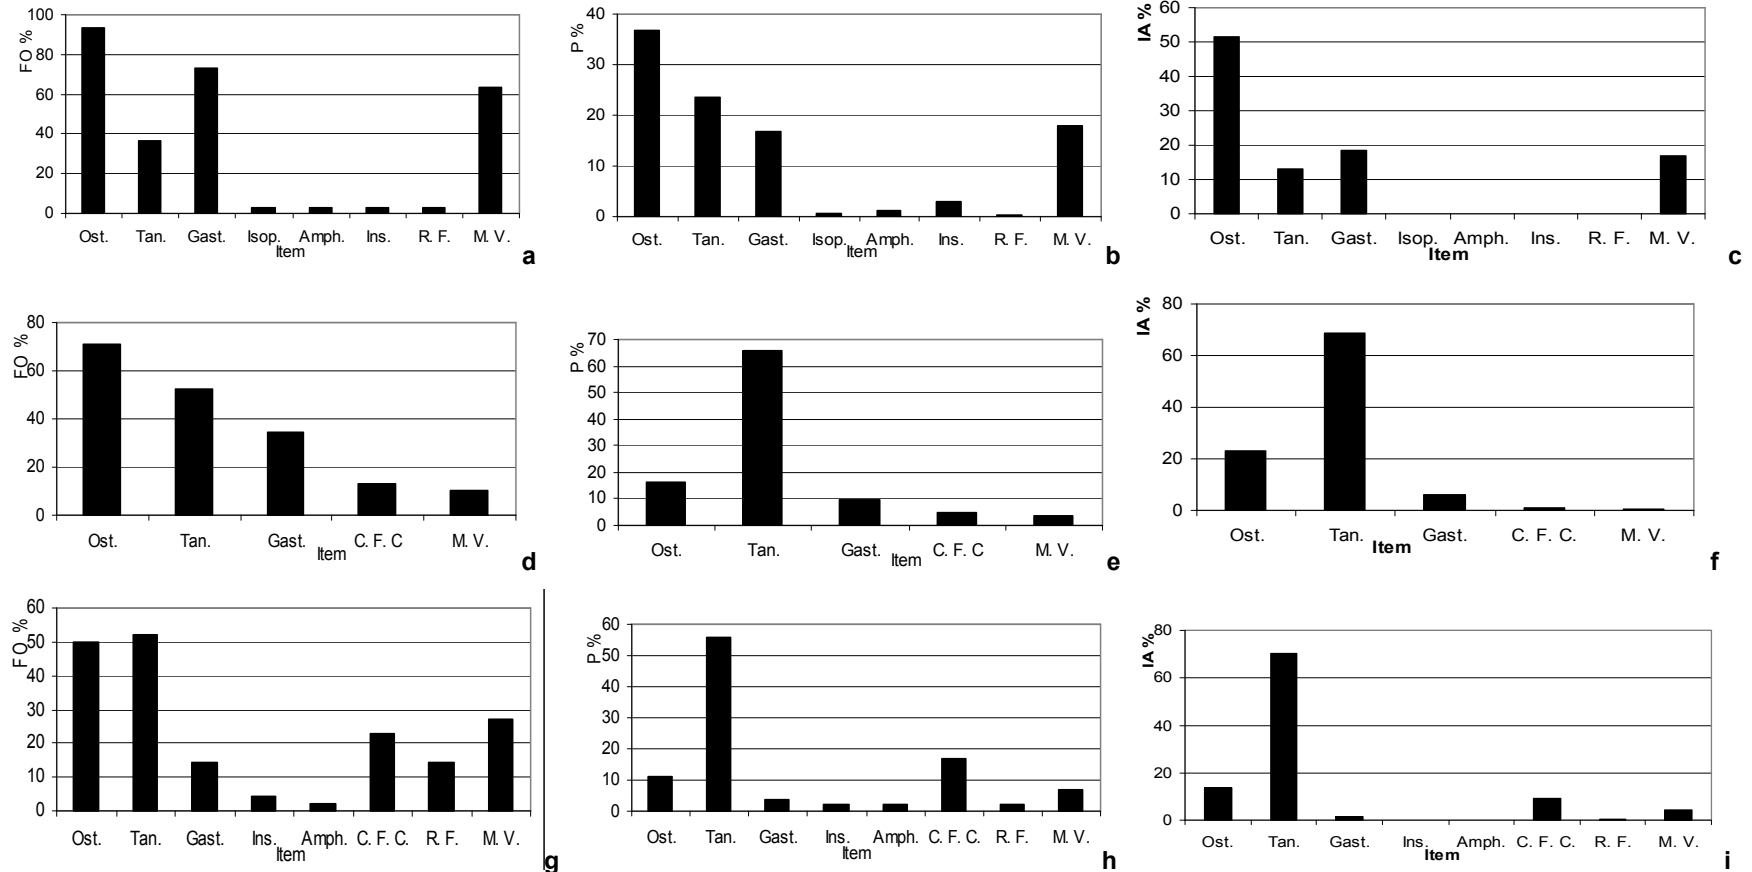 FO %
100
80
60
40
20
0
Ost. Tan. Gast. Isop. Amph. Ins. R. F. M. V.
Item
a
P %
40
30
20
10
0
Ost. Tan. Gast. Isop. Amph. Ins. R. F. M. V.
Item
b
IA %
60
50
40
30
20
10
0
Ost. Tan. Gast. Isop. Amph. Ins. R. F. M. V.
Item
c
FO %
80
60
40
20
0
Ost. Tan. Gast. C. F. C M. V.
Item
d
P %
70
60
50
40
30
20
10
0
Ost. Tan. Gast. C. F. C M. V.
Item
e
IA %
80
60
40
20
0
Ost. Tan. Gast. C. F. C. M. V.
Item
f
FO %
60
50
40
30
20
10
0
Ost. Tan. Gast. Ins. Amph. C. F. C. R. F. M. V.
Item
g
P %
60
50
40
30
20
10
0
Ost. Tan. Gast. Ins. Amph. C. F. C. R. F. M. V.
Item
h
IA %
80
60
40
20
0
Ost. Tan. Gast. Ins. Amph. C. F. C. R. F. M. V.
Item
i